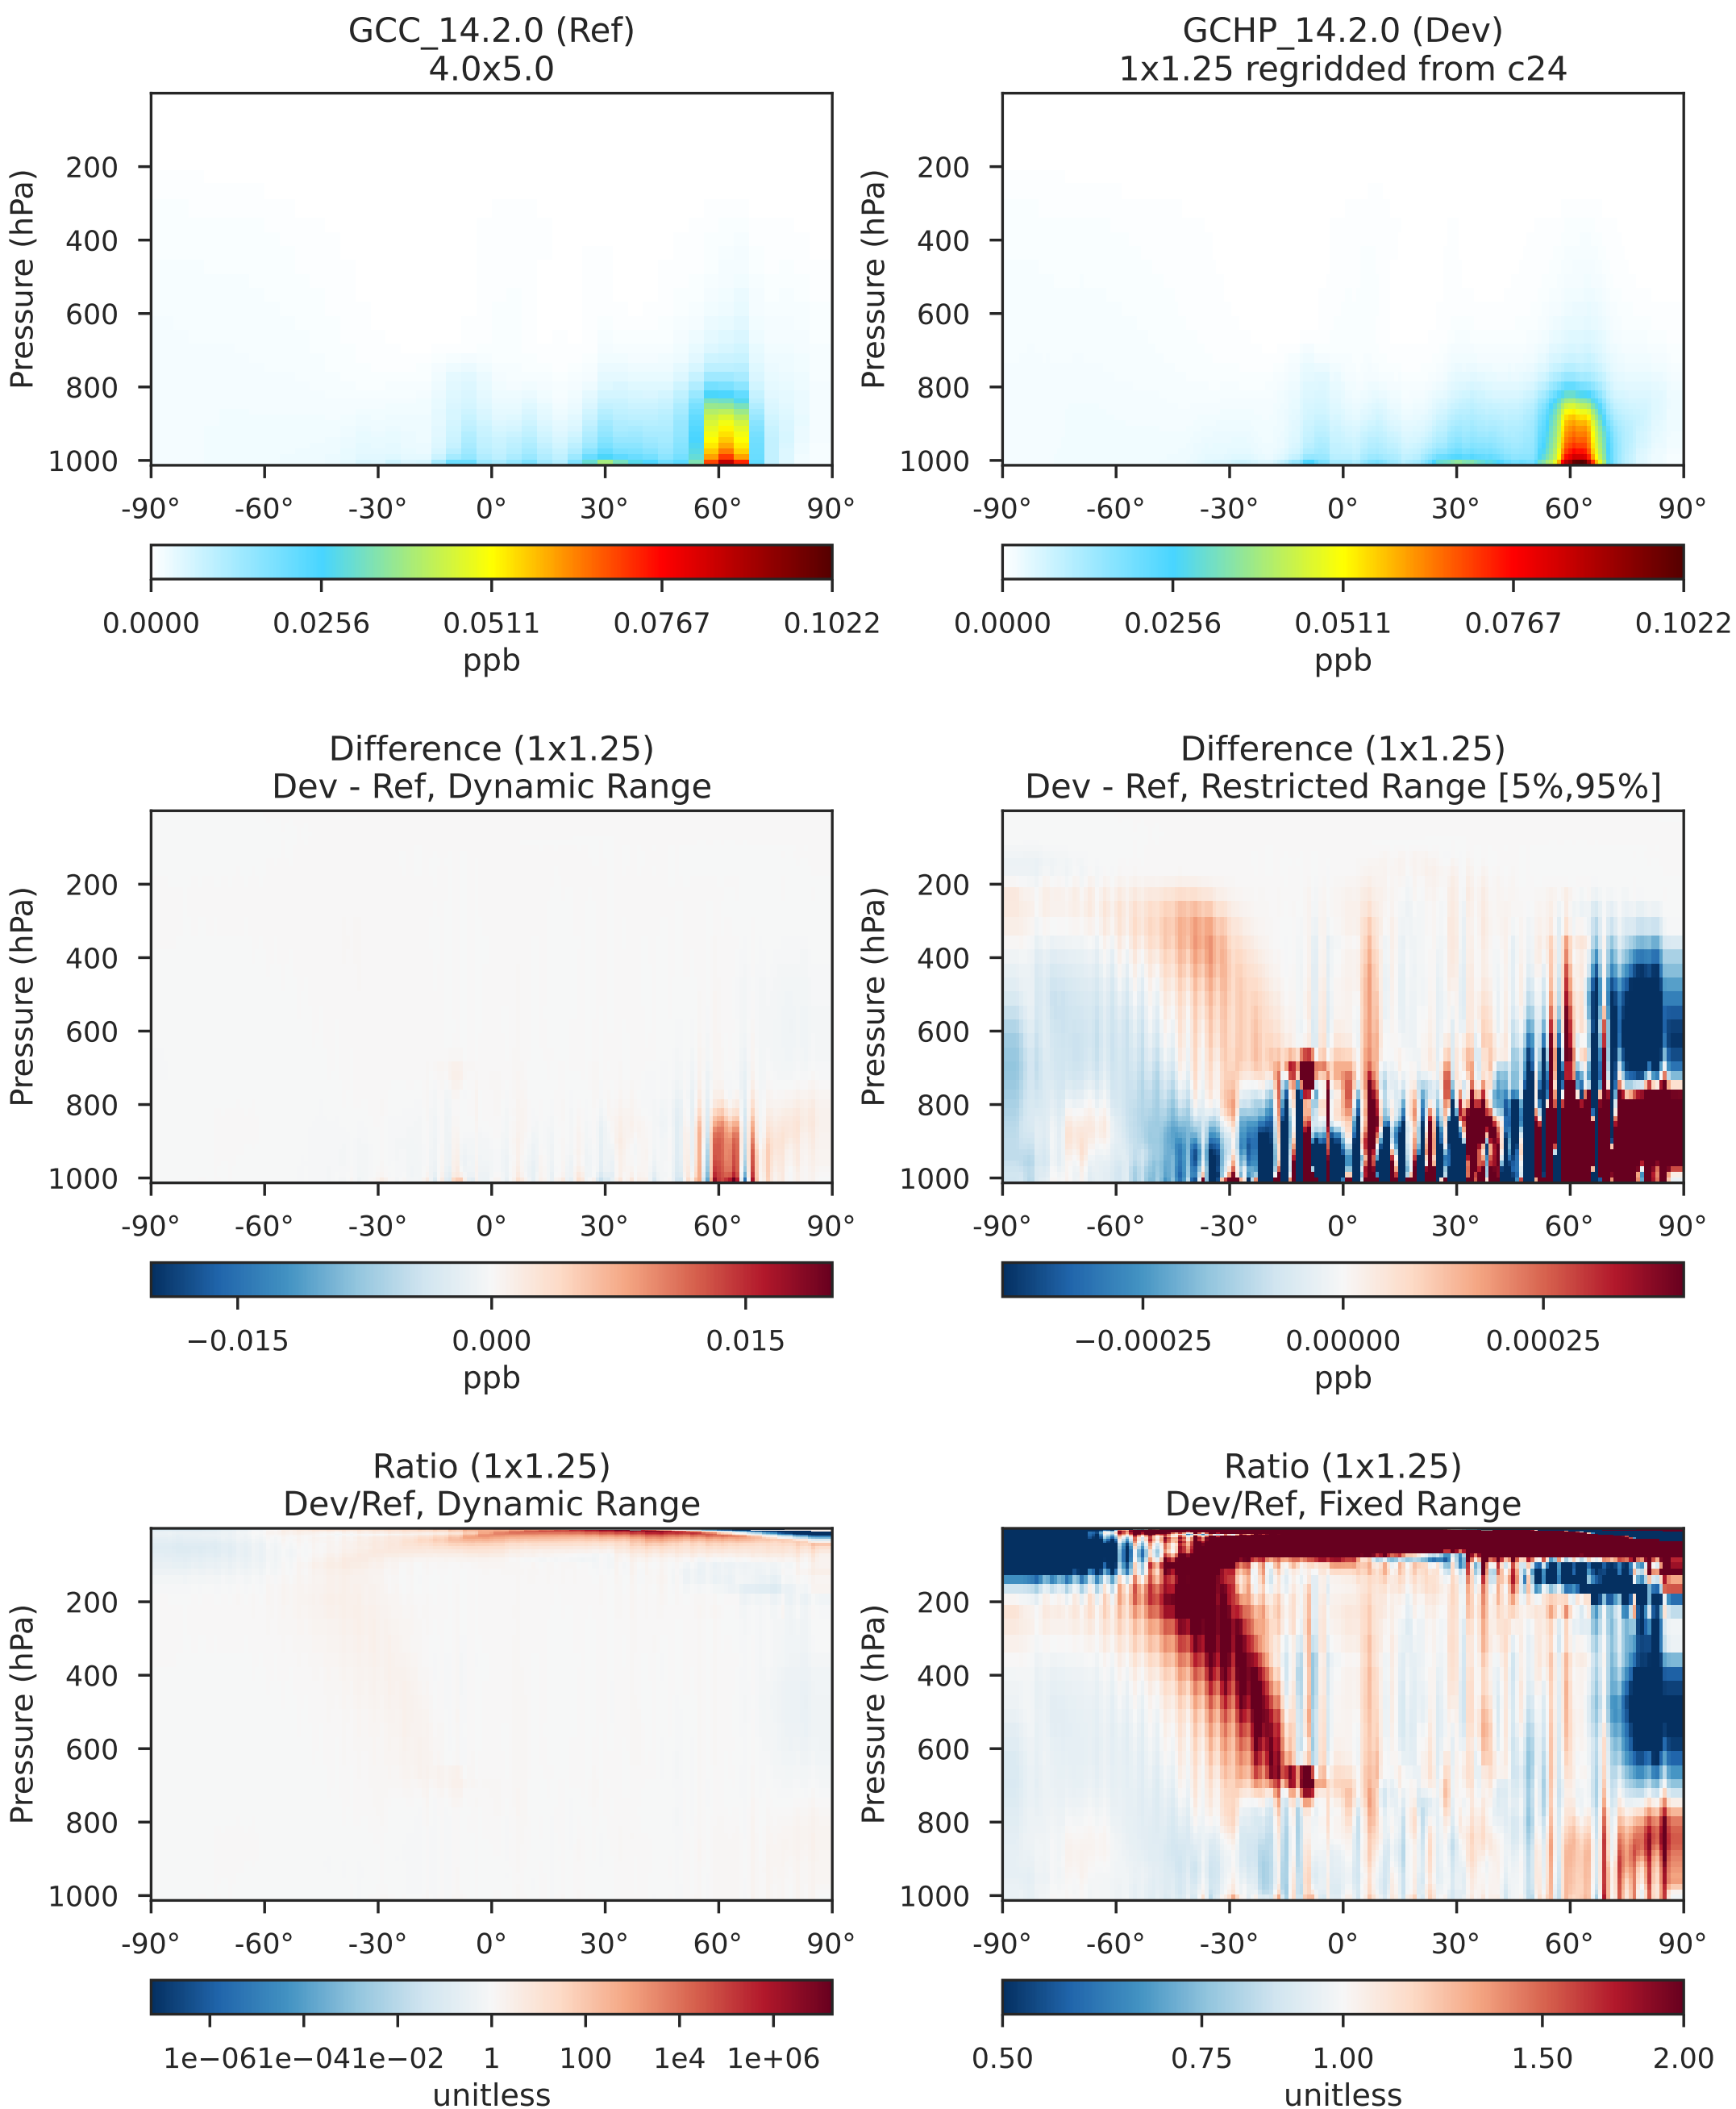 GCC_14.2.0 (Ref)
4.0x5.0
Pressure (hPa)
200
400
600
800
1000
-90° -60° -30° 0° 30° 60° 90°
0.0000 0.0256 0.0511 0.0767 0.1022
ppb
GCHP_14.2.0 (Dev)
1x1.25 regridded from c24
Pressure (hPa)
200
400
600
800
1000
-90° -60° -30° 0° 30° 60° 90°
0.0000 0.0256 0.0511 0.0767 0.1022
ppb
Difference (1x1.25)
Dev - Ref, Dynamic Range
Pressure (hPa)
200
400
600
800
1000
-90° -60° -30° 0° 30° 60° 90°
−0.015 0.000 0.015
ppb
Difference (1x1.25)
Dev - Ref, Restricted Range [5%,95%]
Pressure (hPa)
200
400
600
800
1000
-90° -60° -30° 0° 30° 60° 90°
−0.00025 0.00000 0.00025
ppb
Ratio (1x1.25)
Dev/Ref, Dynamic Range
Pressure (hPa)
200
400
600
800
1000
-90° -60° -30° 0° 30° 60° 90°
1e−06 1e−04 1e−02 1 100 1e4 1e+06
unitless
Ratio (1x1.25)
Dev/Ref, Fixed Range
Pressure (hPa)
200
400
600
800
1000
-90° -60° -30° 0° 30° 60° 90°
0.50 0.75 1.00 1.50 2.00
unitless